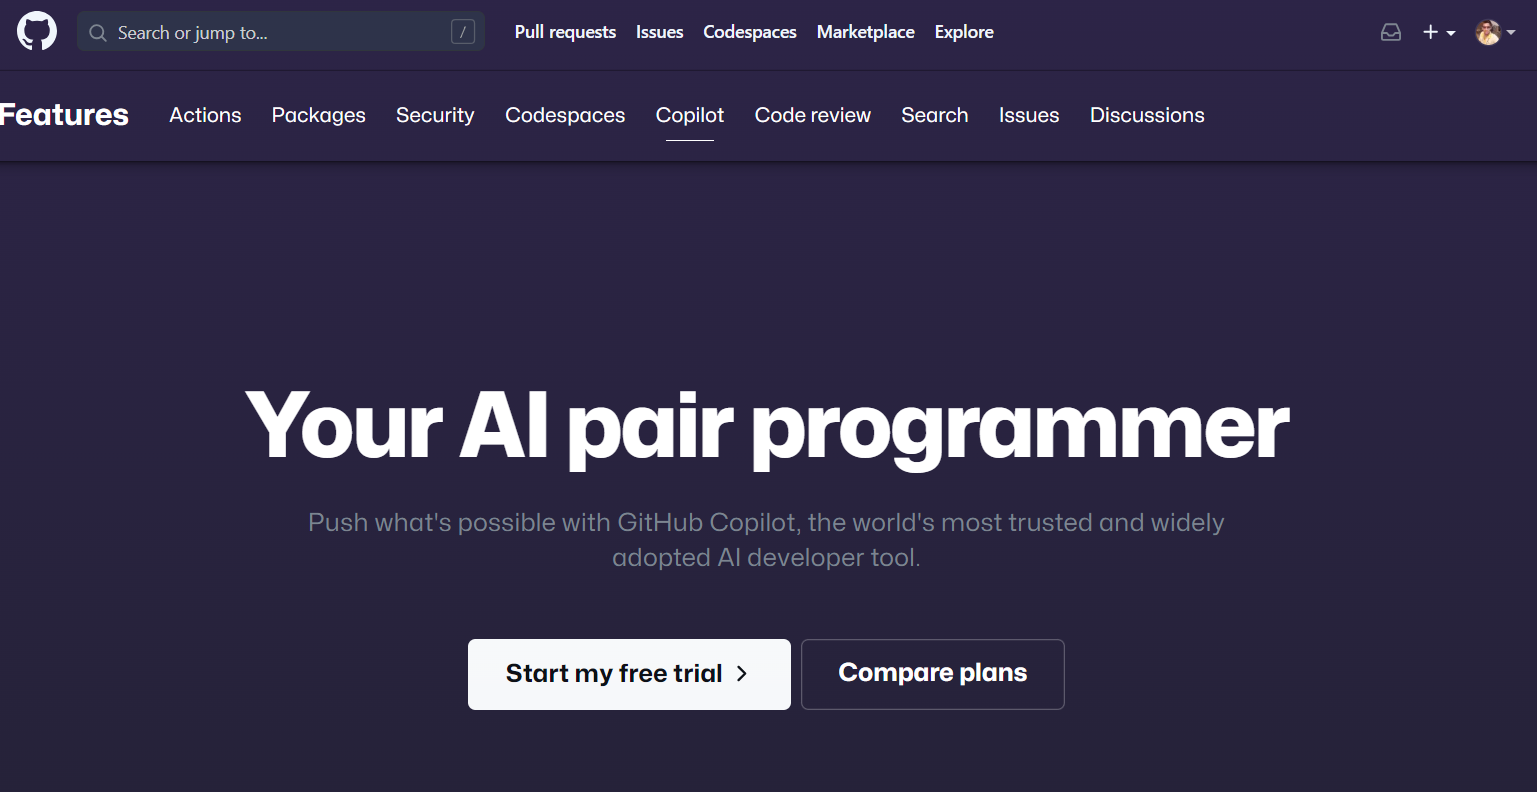 Search or jump to... /
Pull requests Issues Codespaces Marketplace Explore
Features Actions Packages Security Codespaces Copilot Code review Search Issues Discussions
Your AI pair programmer
Push what's possible with GitHub Copilot, the world's most trusted and widely
adopted AI developer tool.
Start my free trial
Compare plans